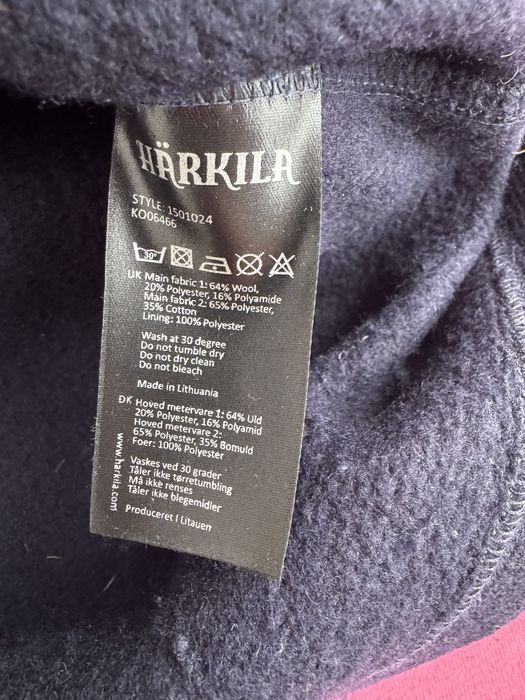 HÄRKILA
STYLE: 1501024
KO06466
30°
UK Main fabric 1: 64% Wool,
20% Polyester, 16% Polyamide
Main fabric 2: 65% Polyester,
35% Cotton
Lining: 100% Polyester
Wash at 30 degree
Do not tumble dry
Do not dry clean
Do not bleach
Made in Lithuania
DK Hoved metervare 1: 64% Uld
20% Polyester, 16% Polyamid
Hoved metervare 2:
65% Polyester, 35% Bomuld
Foer: 100% Polyester
Vaskes ved 30 grader
Tåler ikke tørretumbling
Må ikke renses
Tåler ikke blegemidler
Produceret i Litauen
www.harkila.com